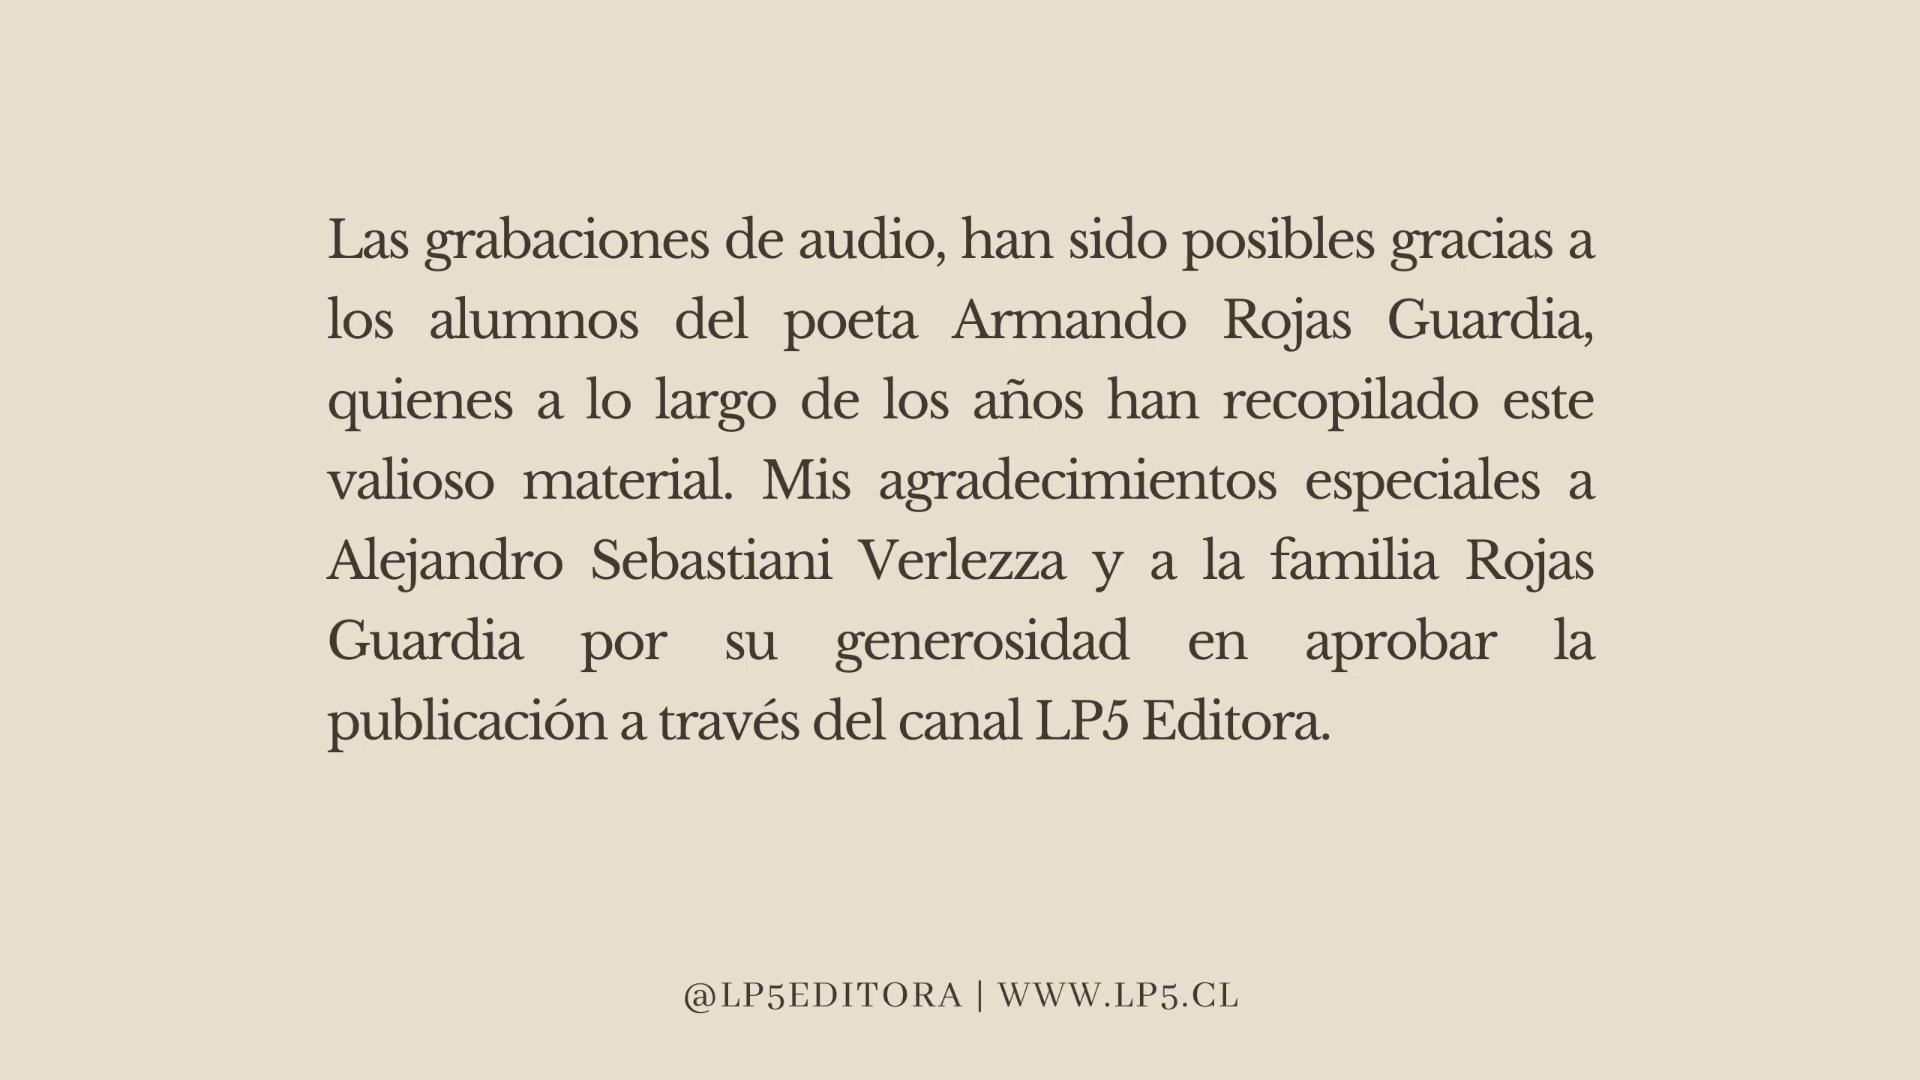 Las grabaciones de audio, han sido posibles gracias a
los alumnos del poeta Armando Rojas Guardia,
quienes a lo largo de los años han recopilado este
valioso material. Mis agradecimientos especiales a
Alejandro Sebastiani Verlezza y a la familia Rojas
Guardia por su generosidad en aprobar la
publicación a través del canal LP5 Editora.
@LP5EDITORA | WWW.LP5.CL